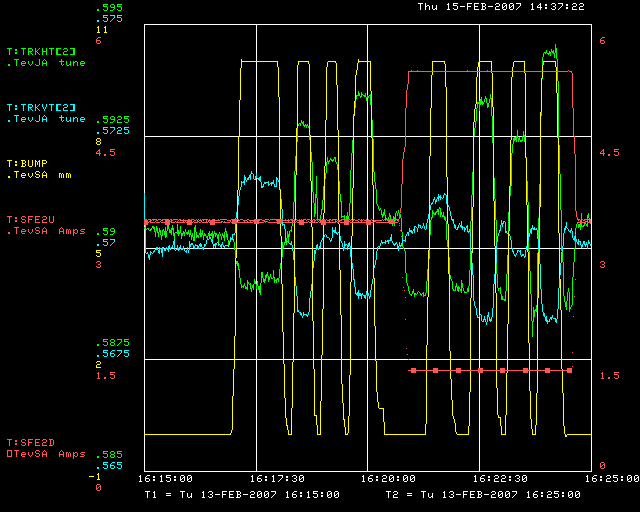 Thu 15-FEB-2007 14:37:22
.595
.575
11
6 6
T:TRKHT[2]
.TevJA tune
T:TRKVT[2]
.TevJA tune
.5925
.5725
8
4.5 4.5
T:BUMP
.TevSA mm
T:SFE2U
.TevSA Amps
.59
.57
5
3 3
.5825
.5675
2
1.5 1.5
T:SFE2D
TevSA Amps
.585
.565
-1
0 0
16:15:00 16:17:30 16:20:00 16:22:30 16:25:00
T1 = Tu 13-FEB-2007 16:15:00 T2 = Tu 13-FEB-2007 16:25:00